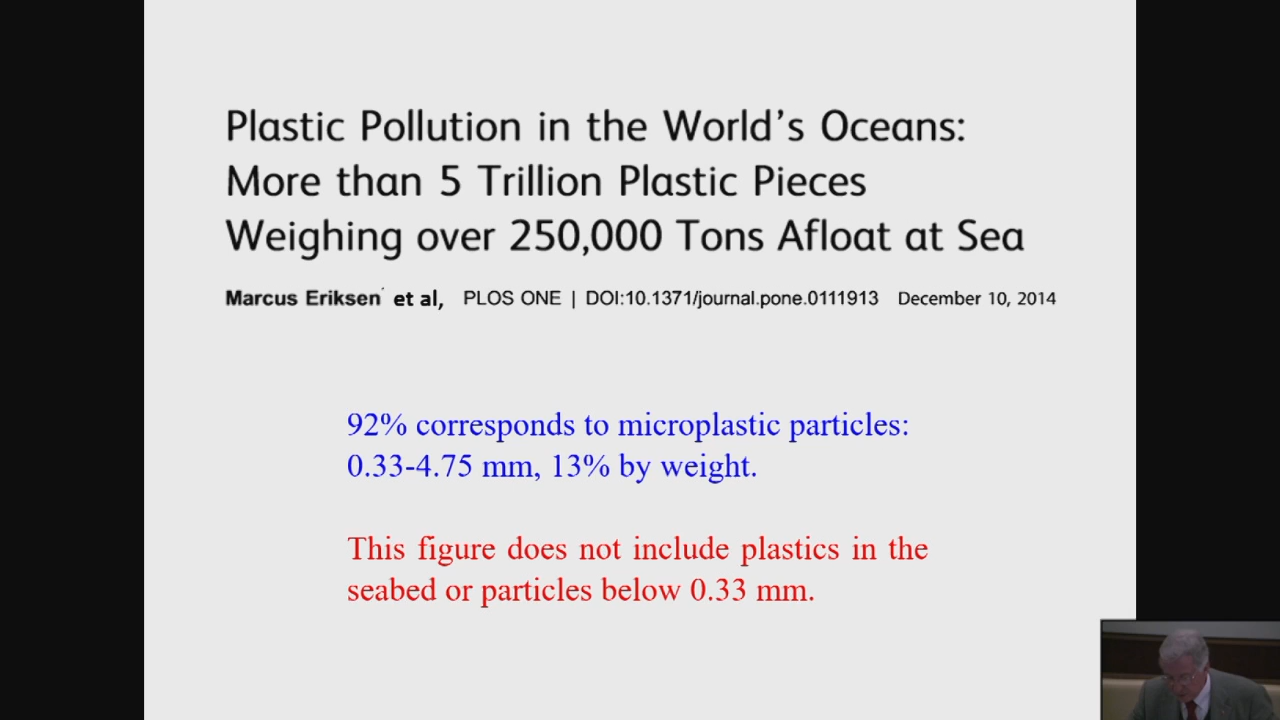 Plastic Pollution in the World's Oceans:
More than 5 Trillion Plastic Pieces
Weighing over 250,000 Tons Afloat at Sea
Marcus Eriksen et al, PLOS ONE | DOI:10.1371/journal.pone.0111913 December 10, 2014
92% corresponds to microplastic particles:
0.33-4.75 mm, 13% by weight.
This figure does not include plastics in the
seabed or particles below 0.33 mm.